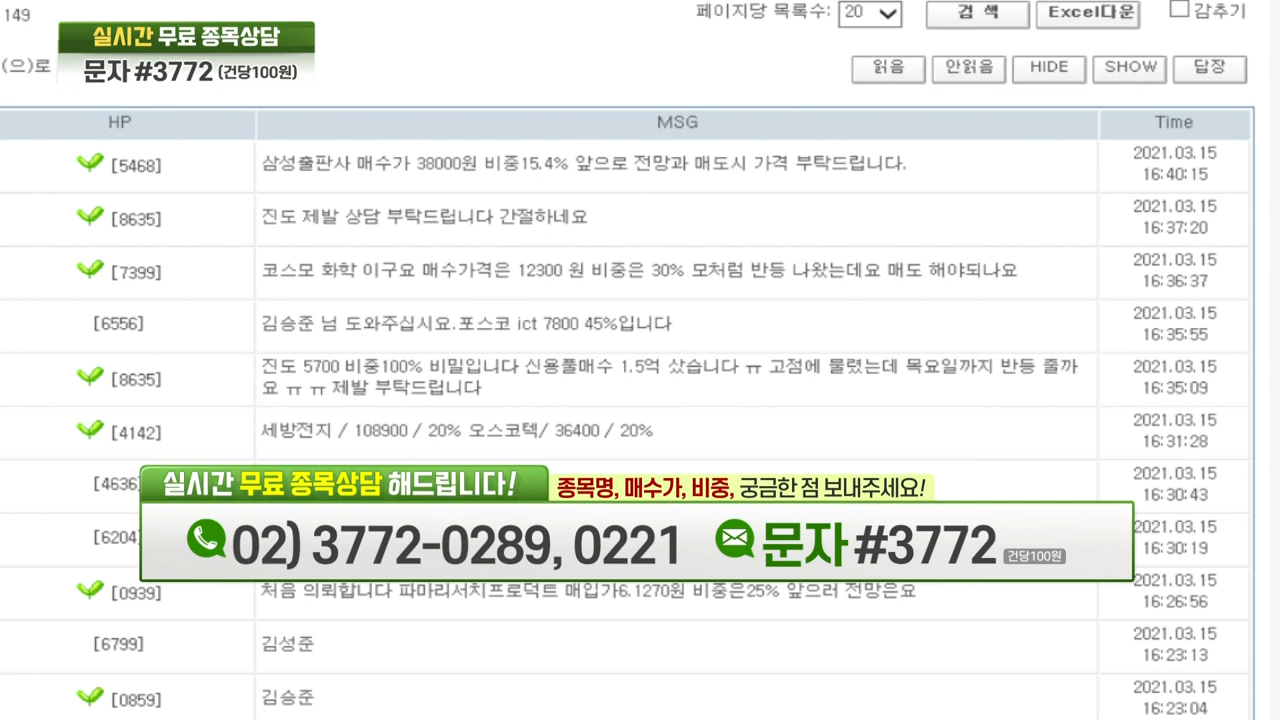 149
페이지당 목록수: 20 검 색 Excel다운 감추기
실시간 무료 종목상담
(으)로
문자 #3772 (건당100원)
읽음 안읽음 HIDE SHOW 답장
HP MSG Time
[5468] 삼성출판사 매수가 38000원 비중15.4% 앞으로 전망과 매도시 가격 부탁드립니다. 2021.03.15
16:40:15
[8635] 진도 제발 상담 부탁드립니다 간절하네요 2021.03.15
16:37:20
[7399] 코스모 화학 이구요 매수가격은 12300 원 비중은 30% 모처럼 반등 나왔는데요 매도 해야되나요 2021.03.15
16:36:37
[6556] 김승준 님 도와주십시요.포스코 ict 7800 45%입니다 2021.03.15
16:35:55
[8635] 진도 5700 비중100% 비밀입니다 신용풀매수 1.5억 샀습니다 ㅠ 고점에 물렸는데 목요일까지 반등 줄까 2021.03.15
요 ㅠ ㅠ 제발 부탁드립니다 16:35:09
[4142] 세방전지 / 108900 / 20% 오스코텍/ 36400 / 20% 2021.03.15
16:31:28
[4636] 2021.03.15
16:30:43
실시간 무료 종목상담 해드립니다! 종목명, 매수가, 비중, 궁금한 점 보내주세요!
[6204] 2021.03.15
16:30:19
02) 3772-0289, 0221 문자 #3772 건당100원
[0939] 처음 의뢰합니다 파마리서치프로덕트 매입가6.1270원 비중은25% 앞으러 전망은요 2021.03.15
16:26:56
[6799] 김성준 2021.03.15
16:23:13
[0859] 김승준 2021.03.15
16:23:04